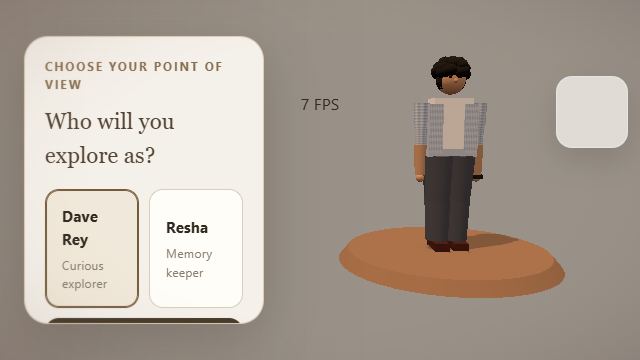 CHOOSE YOUR POINT OF
VIEW
Who will you
explore as?
Dave
Rey
Curious
explorer
Resha
Memory
keeper
7 FPS